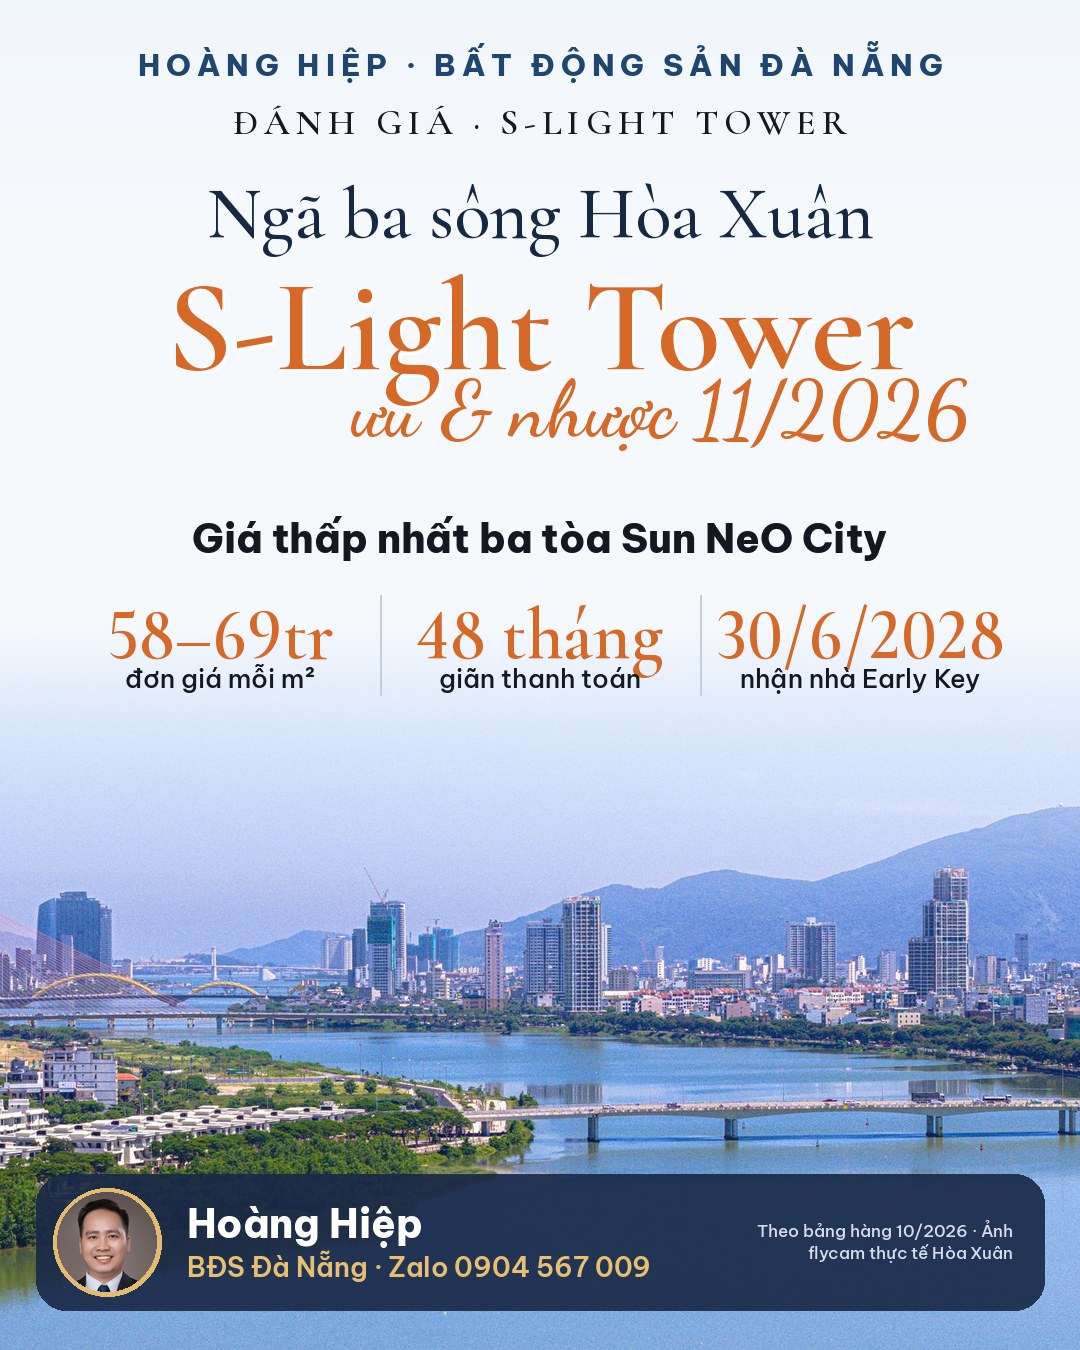 HOÀNG HIỆP · BẤT ĐỘNG SẢN ĐÀ NẴNG
ĐÁNH GIÁ · S-LIGHT TOWER
Ngã ba sông Hòa Xuân
S-Light Tower
ưu & nhược 11/2026
Giá thấp nhất ba tòa Sun NeO City
58–69tr
đơn giá mỗi m²
48 tháng
giãn thanh toán
30/6/2028
nhận nhà Early Key
Hoàng Hiệp
BĐS Đà Nẵng · Zalo 0904 567 009
Theo bảng hàng 10/2026 · Ảnh
flycam thực tế Hòa Xuân